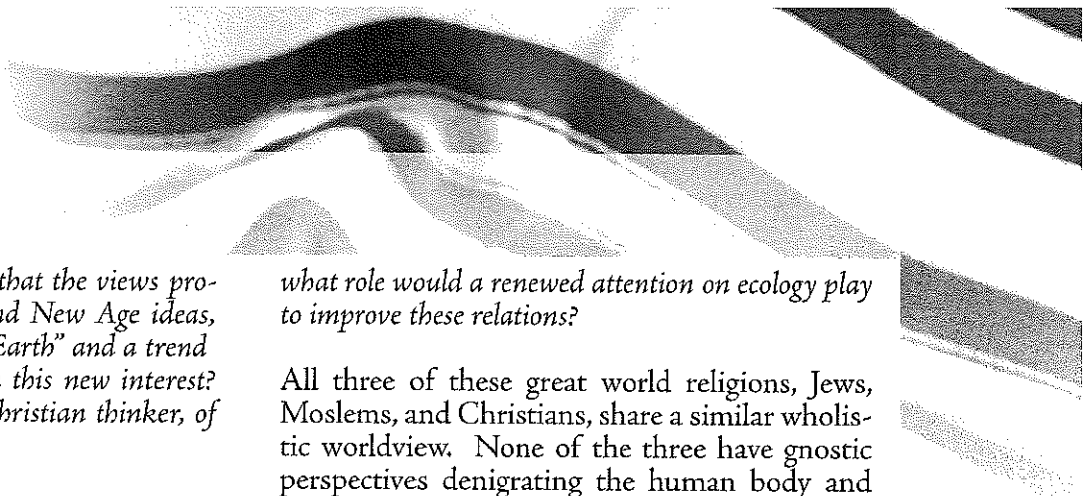 that the views pro-
nd New Age ideas,
Earth" and a trend
this new interest?
hristian thinker, of
what role would a renewed attention on ecology play
to improve these relations?
All three of these great world religions, Jews,
Moslems, and Christians, share a similar wholis-
tic worldview. None of the three have gnostic
perspectives denigrating the human body and